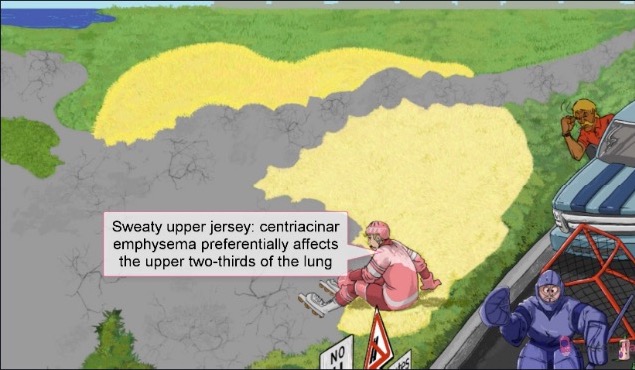 Sweaty upper jersey: centriacinar
emphysema preferentially affects
the upper two-thirds of the lung
NO